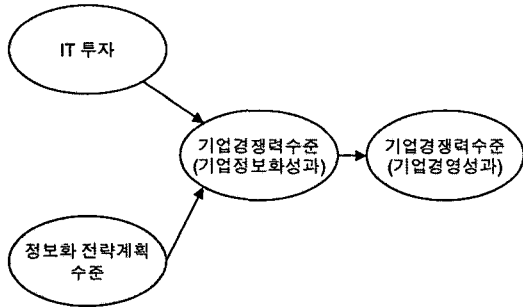 IT 투자
기업경쟁력수준
(기업정보화성과)
기업경쟁력수준
(기업경영성과)
정보화 전략계획
수준